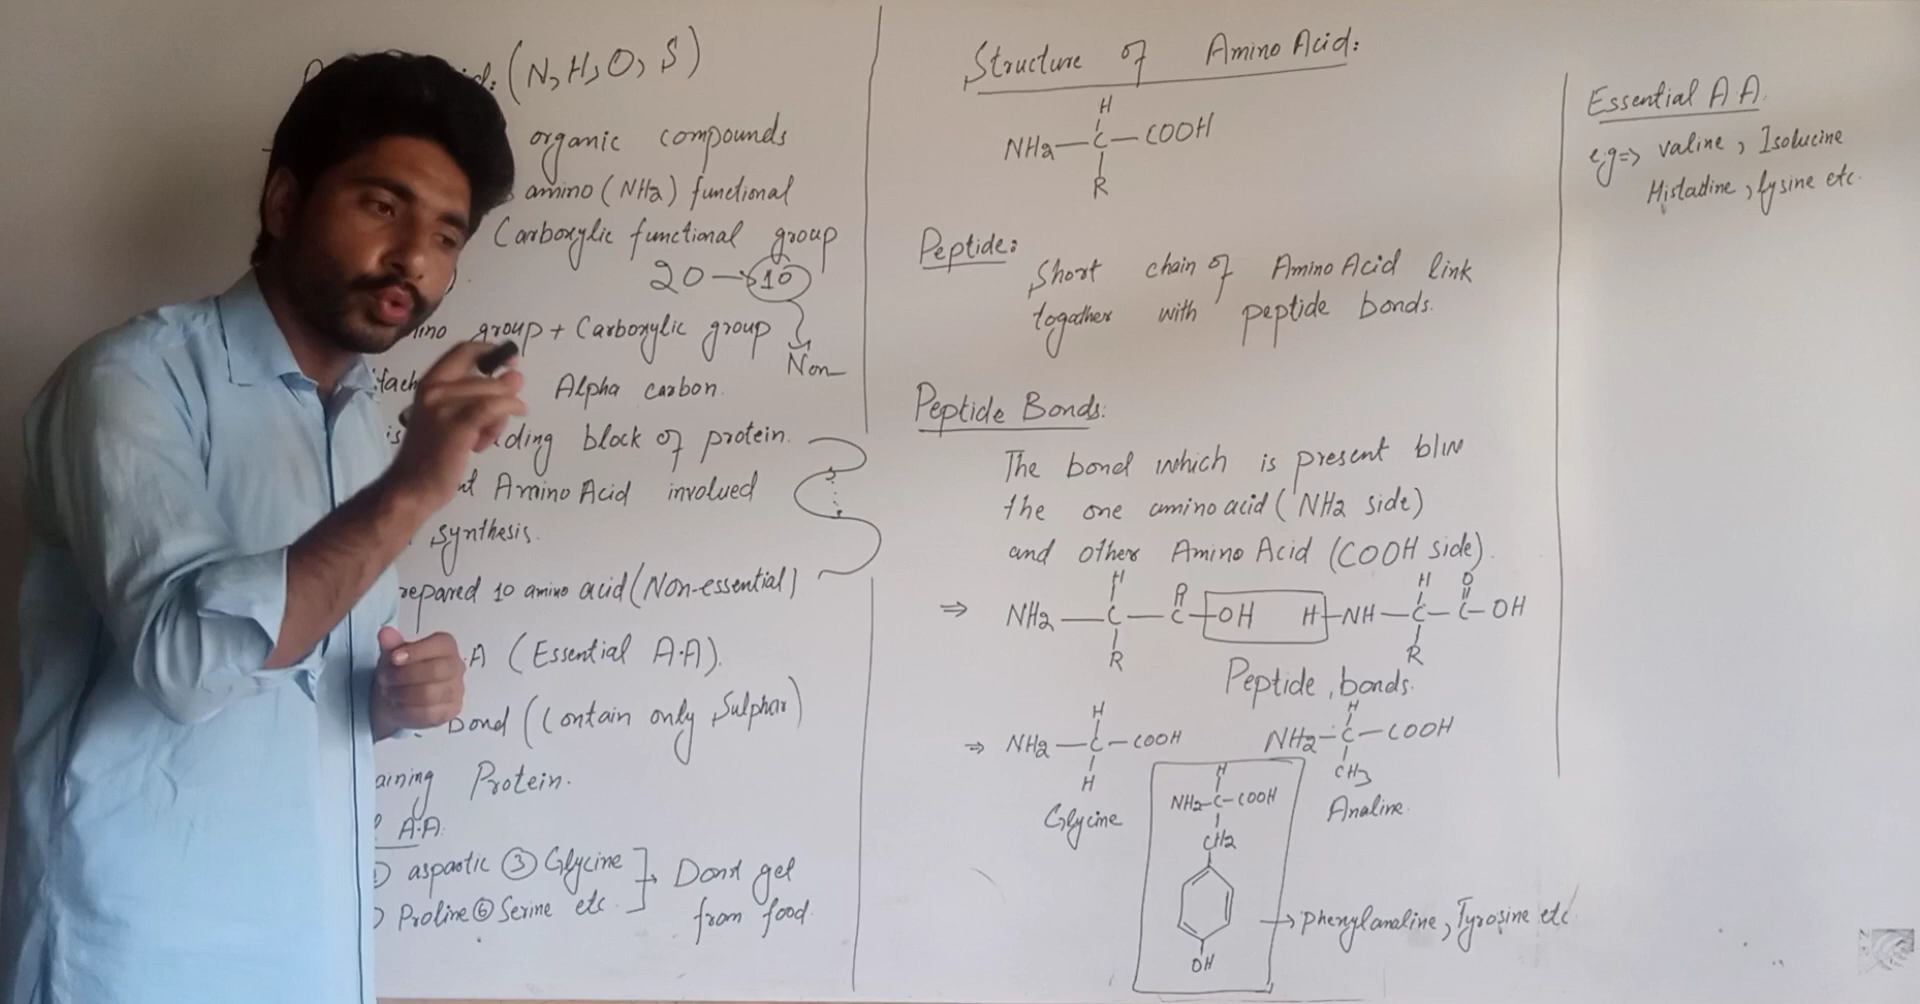 (N, H, O, S)
organic compounds
amino (NH2) functional
Carboxylic functional group
20 → 10
group + Carboxylic group
Non
Alpha carbon.
block of protein.
Amino Acid involued
synthesis.
10 amino acid (Non-essential)
A (Essential A.A).
Bond (Contain only Sulphar)
Protein.
A.A
aspartic ③ Glycine
Proline ⑥ Serine etc
Dont get
from food.
Structure of Amino Acid:
H
NH2 — C — COOH
R
Peptide:
Short chain of Amino Acid link
togather with peptide bonds.
Peptide Bonds:
The bond which is present b/w
the one amino acid (NH2 side)
and other Amino Acid (COOH side).
H H O
⇒ NH2 — C — C — OH H — NH — C — C — OH
R R
Peptide bonds.
H H
⇒ NH2 — C — COOH NH2 — C — COOH
H CH3
Glycine Analine.
H
NH2 — C — COOH
CH2
OH
→ phenylanaline, Tyrosine etc
Essential A A.
e.g => valine, Isolucine
Histadine, lysine etc.